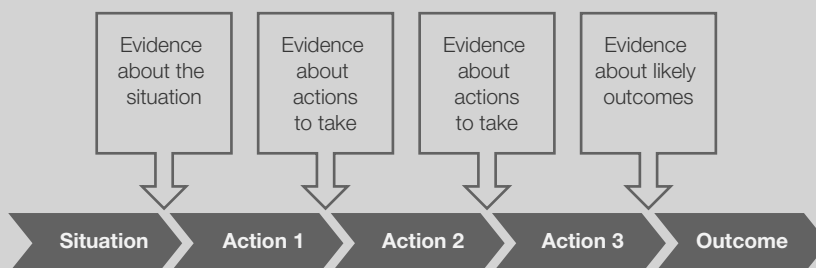 Evidence
about the
situation
Evidence
about
actions
to take
Evidence
about
actions
to take
Evidence
about likely
outcomes
Situation
Action 1
Action 2
Action 3
Outcome